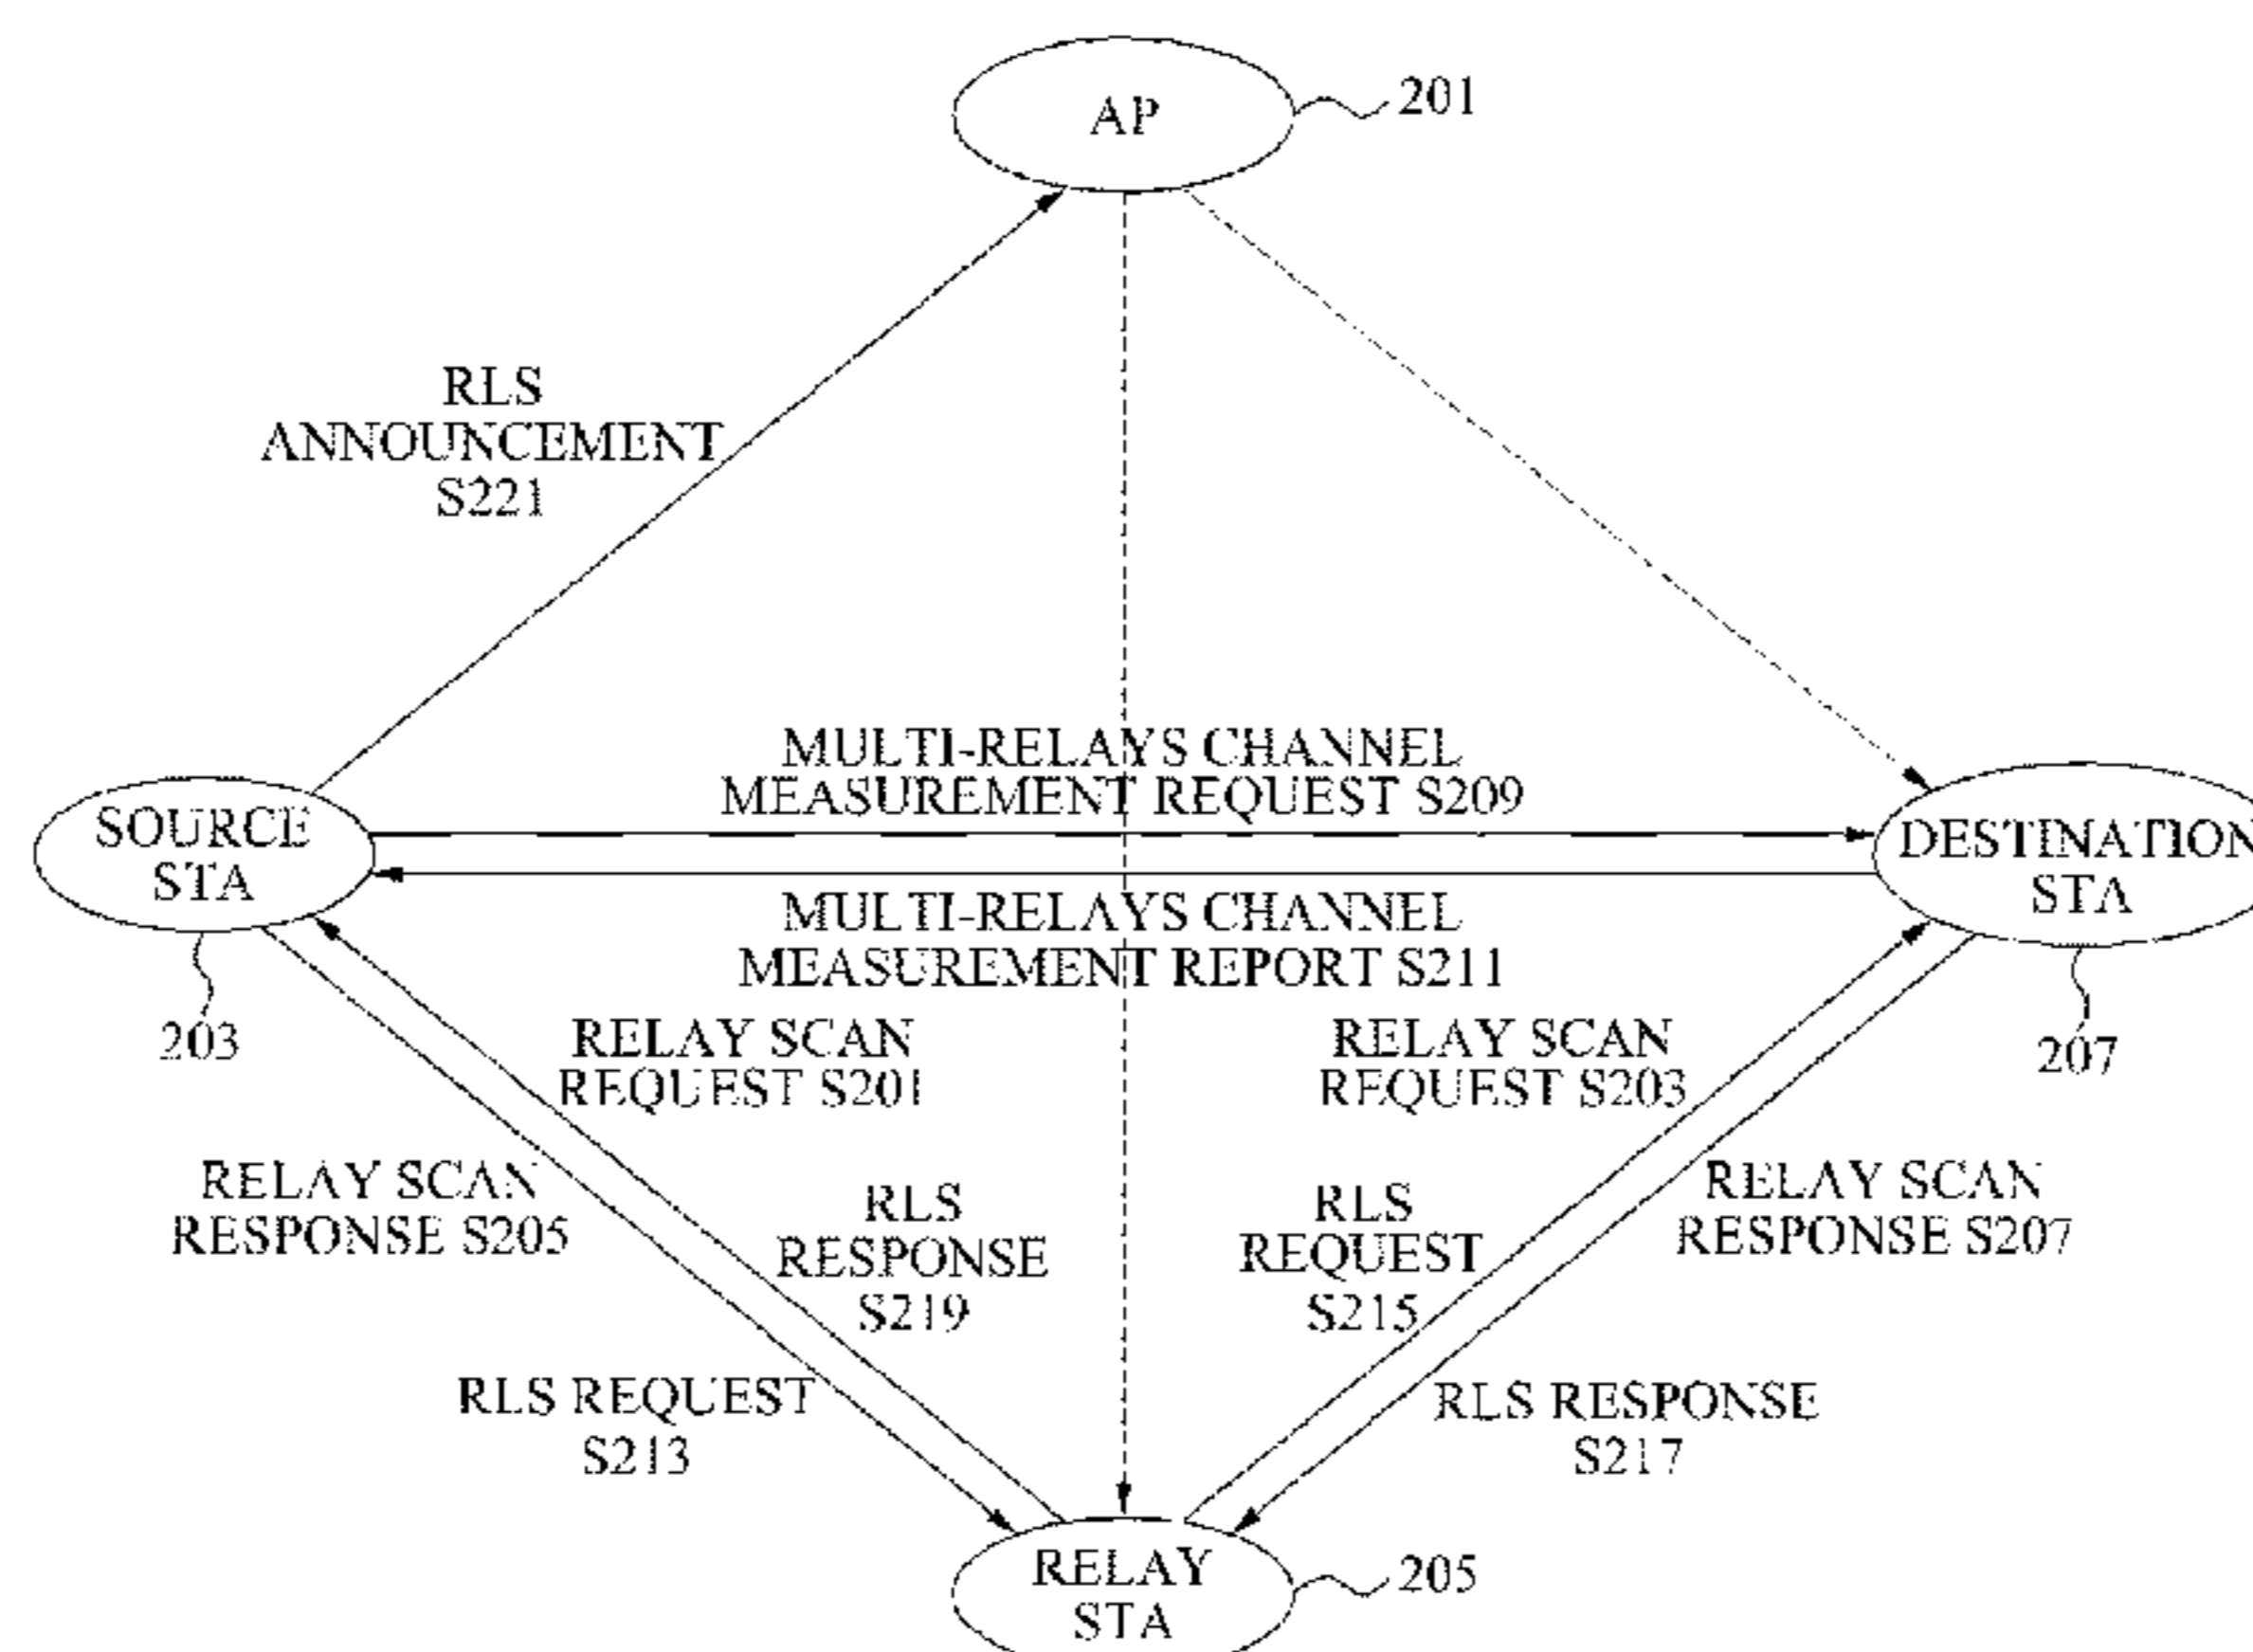 AP
201
RLS
ANNOUNCEMENT
S221
MULTI-RELAYS CHANNEL
MEASUREMENT REQUEST S209
SOURCE
STA
203
DESTINATION
STA
207
MULTI-RELAYS CHANNEL
MEASUREMENT REPORT S211
RELAY SCAN
REQUEST S201
RELAY SCAN
REQUEST S203
RELAY SCAN
RESPONSE S205
RLS
RESPONSE
S219
RLS
REQUEST
S215
RELAY SCAN
RESPONSE S207
RLS REQUEST
S213
RLS RESPONSE
S217
RELAY
STA
205